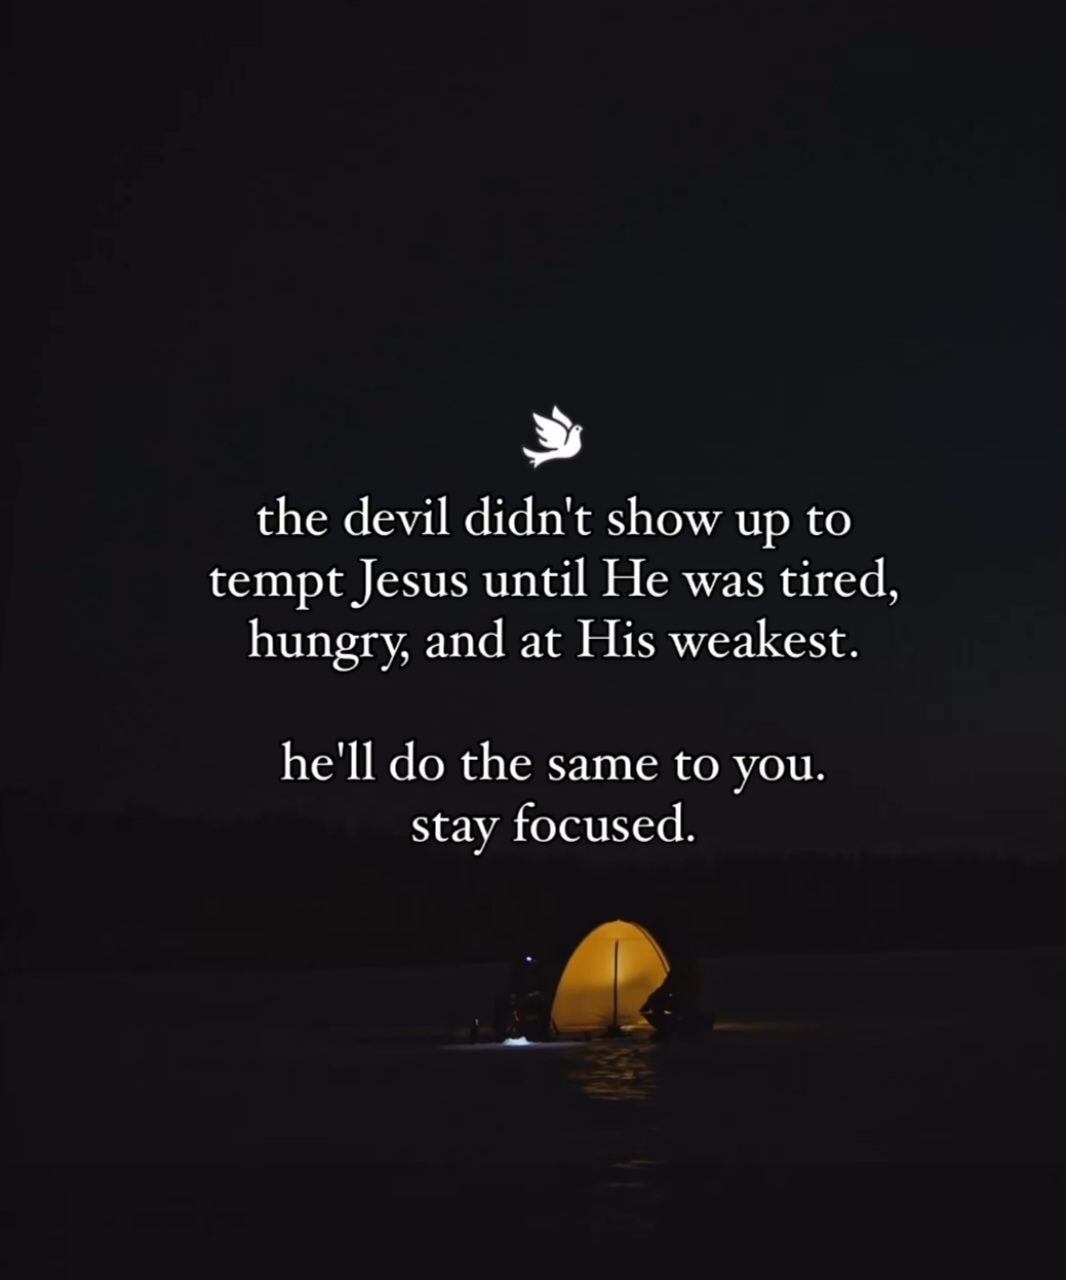 the devil didn't show up to
tempt Jesus until He was tired,
hungry, and at His weakest.
he'll do the same to you.
stay focused.